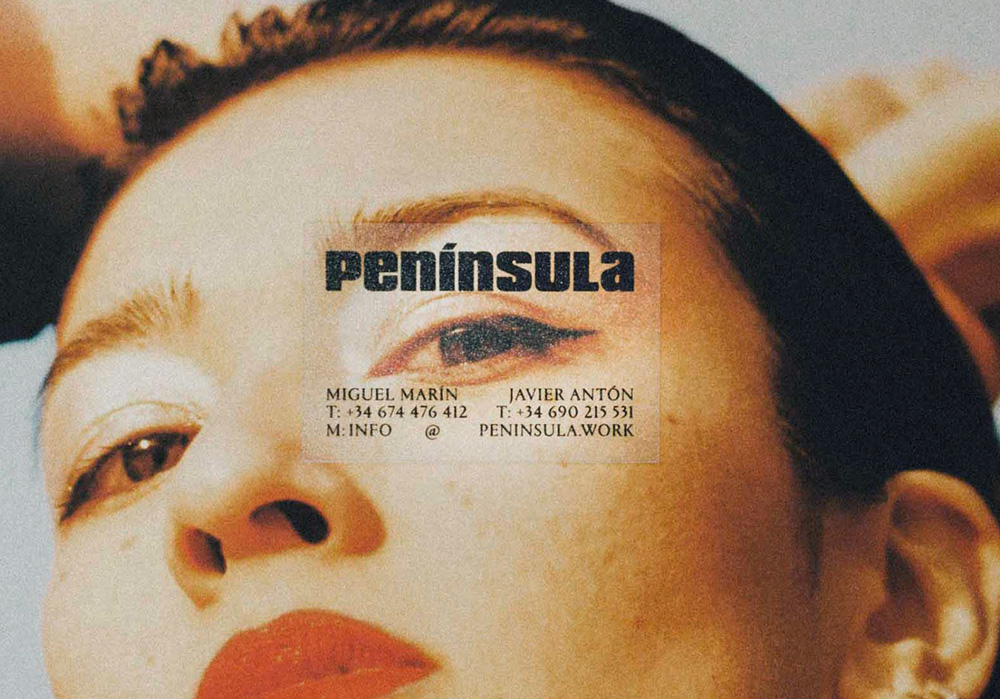 península
MIGUEL MARÍN JAVIER ANTÓN
T: +34 674 476 412 T: +34 690 215 531
M: INFO @ PENINSULA.WORK